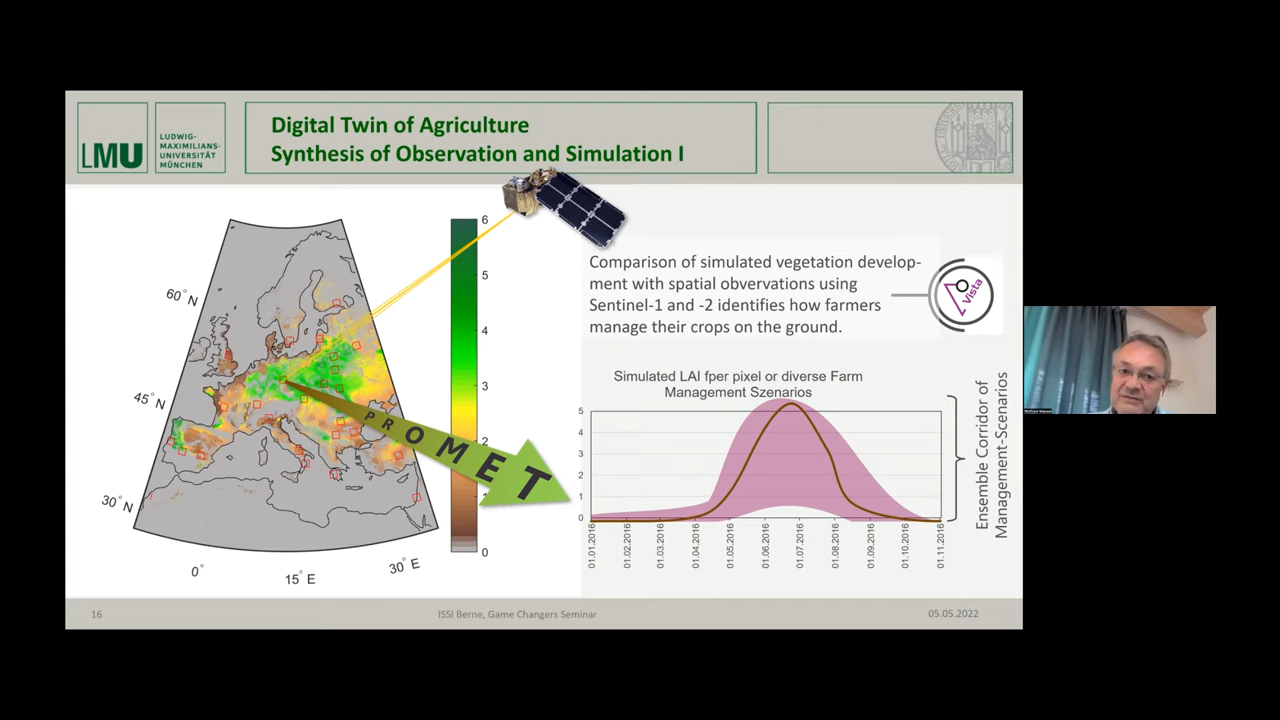 LMU
LUDWIG-
MAXIMILIANS-
UNIVERSITÄT
MÜNCHEN
Digital Twin of Agriculture
Synthesis of Observation and Simulation I
60°N
45°N
30°N
0°
15°E
30°E
6
5
4
3
2
1
0
PROMET
Comparison of simulated vegetation develop-
ment with spatial obvervations using
Sentinel-1 and -2 identifies how farmers
manage their crops on the ground.
Vista
Simulated LAI fper pixel or diverse Farm
Management Szenarios
5
4
3
2
1
0
01.01.2016
01.02.2016
01.03.2016
01.04.2016
01.05.2016
01.06.2016
01.07.2016
01.08.2016
01.09.2016
01.10.2016
01.11.2016
Ensemble Corridor of
Management-Scenarios
16
ISSI Berne, Game Changers Seminar
05.05.2022